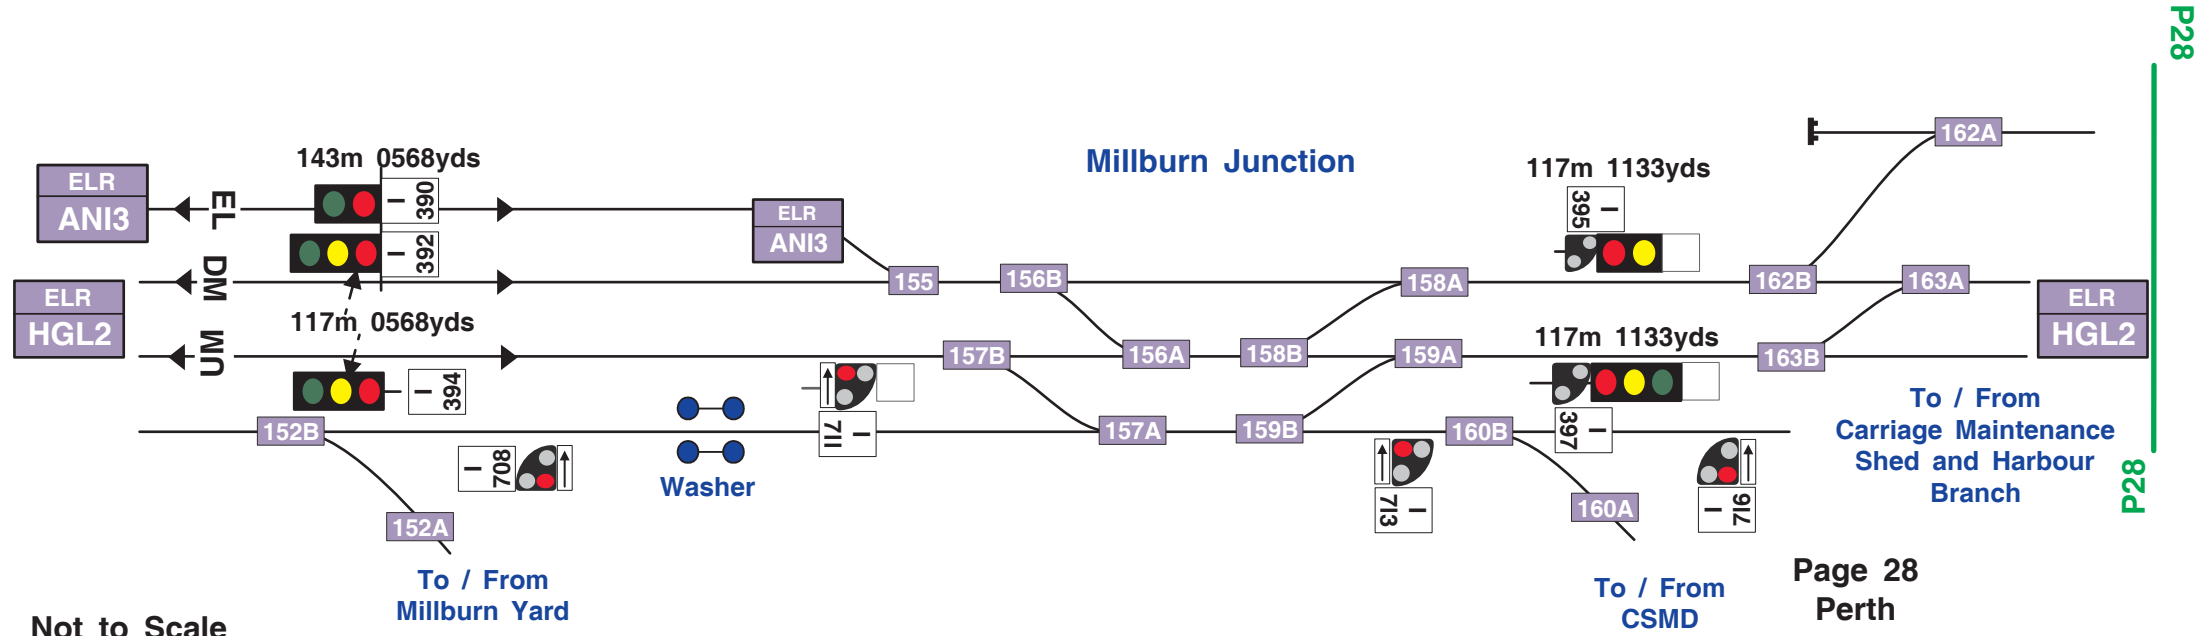 P28
143m 0568yds
Millburn Junction
117m 1133yds
162A
ELR
ANI3
EL
I
390
ELR
ANI3
I
395
I
392
DM
155
156B
158A
162B
163A
ELR
HGL2
ELR
HGL2
117m 0568yds
UM
157B
156A
158B
159A
117m 1133yds
163B
I
394
152B
I
711
157A
159B
160B
I
397
To / From
Carriage Maintenance
Shed and Harbour
Branch
P28
I
708
Washer
I
713
160A
I
716
152A
To / From
Millburn Yard
To / From
CSMD
Page 28
Perth
Not to Scale